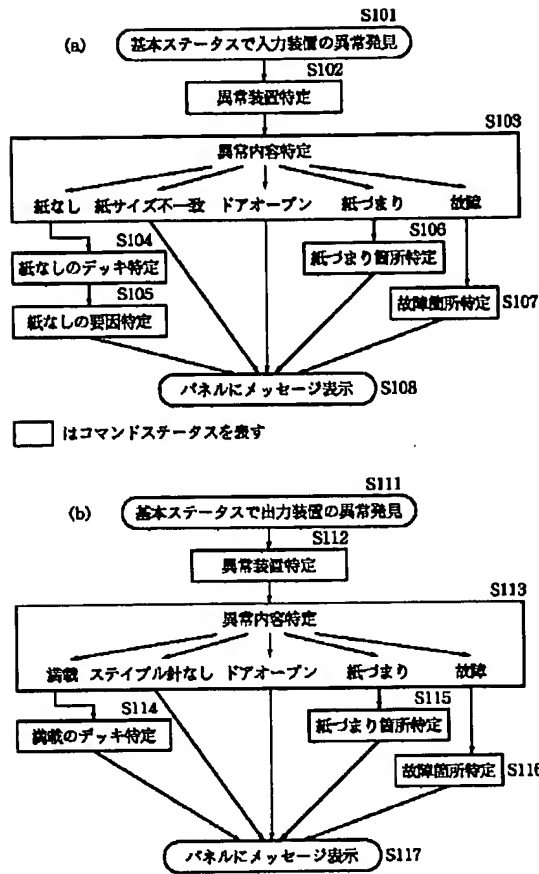 S101
(a) 基本ステータスで入力装置の異常発見
S102
異常装置特定
S103
異常内容特定
紙なし 紙サイズ不一致 ドアオープン 紙づまり 故障
S104 S106
紙なしのデッキ特定 紙づまり箇所特定
S105
紙なしの要因特定 故障箇所特定 S107
パネルにメッセージ表示 S108
はコマンドステータスを表す
S111
(b) 基本ステータスで出力装置の異常発見
S112
異常装置特定
S113
異常内容特定
満載 ステイプル針なし ドアオープン 紙づまり 故障
S114 S115
満載のデッキ特定 紙づまり箇所特定
故障箇所特定 S116
パネルにメッセージ表示 S117